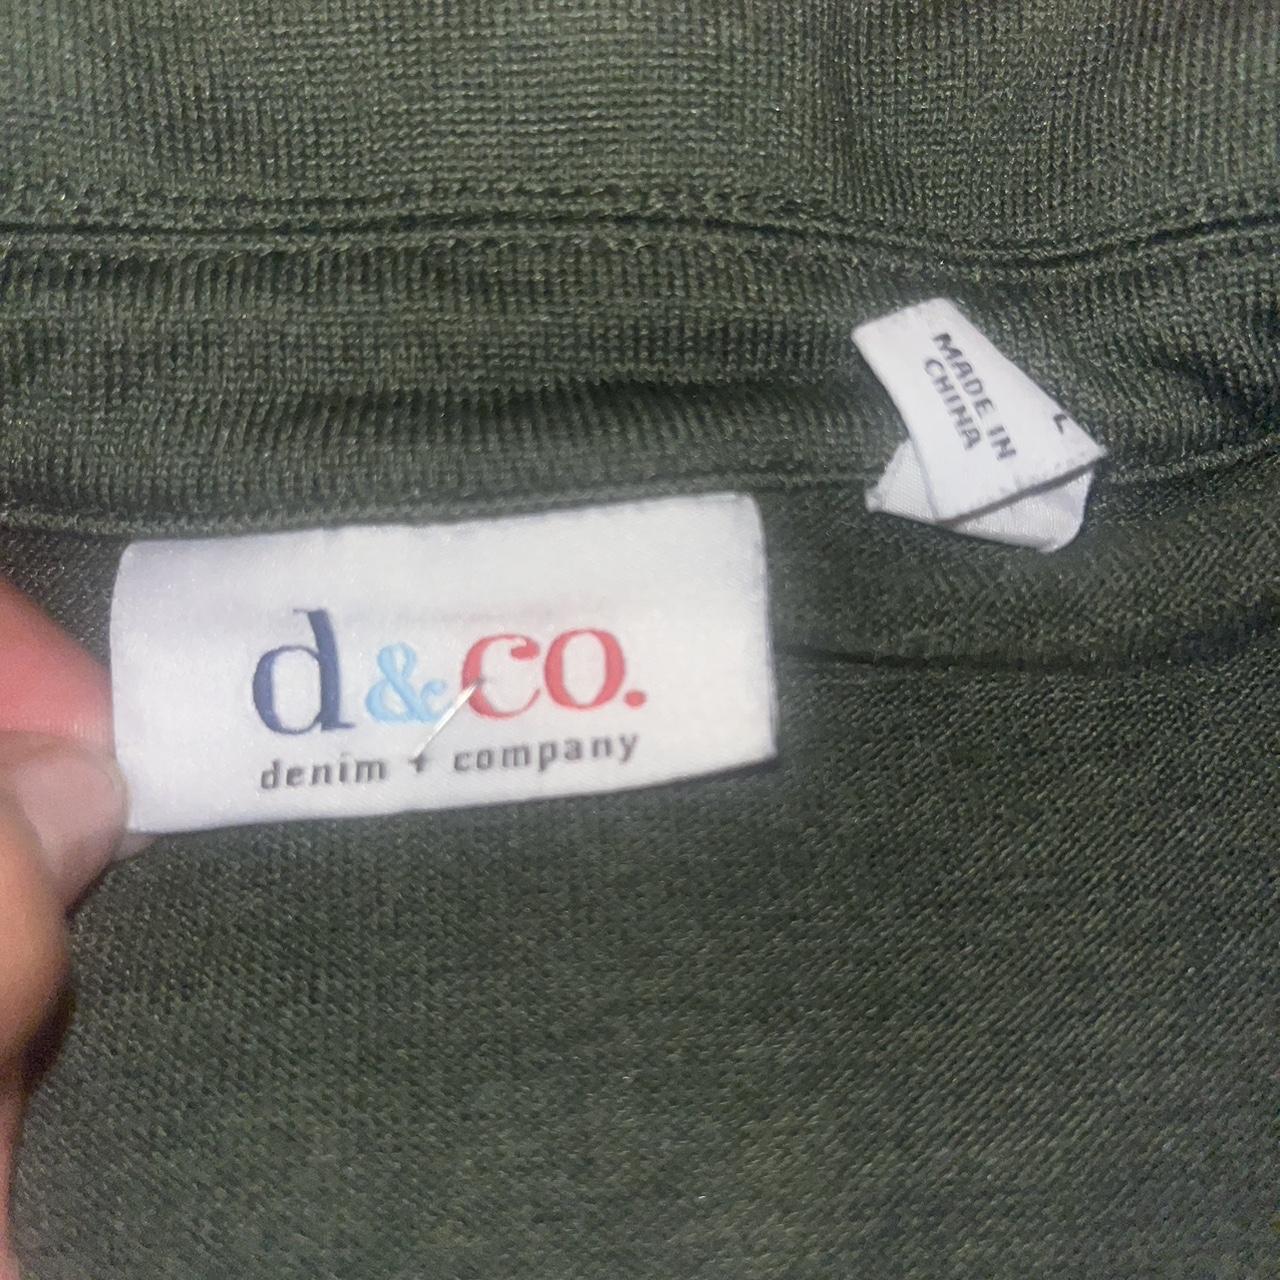 MADE IN
CHINA
L
d&co.
denim + company